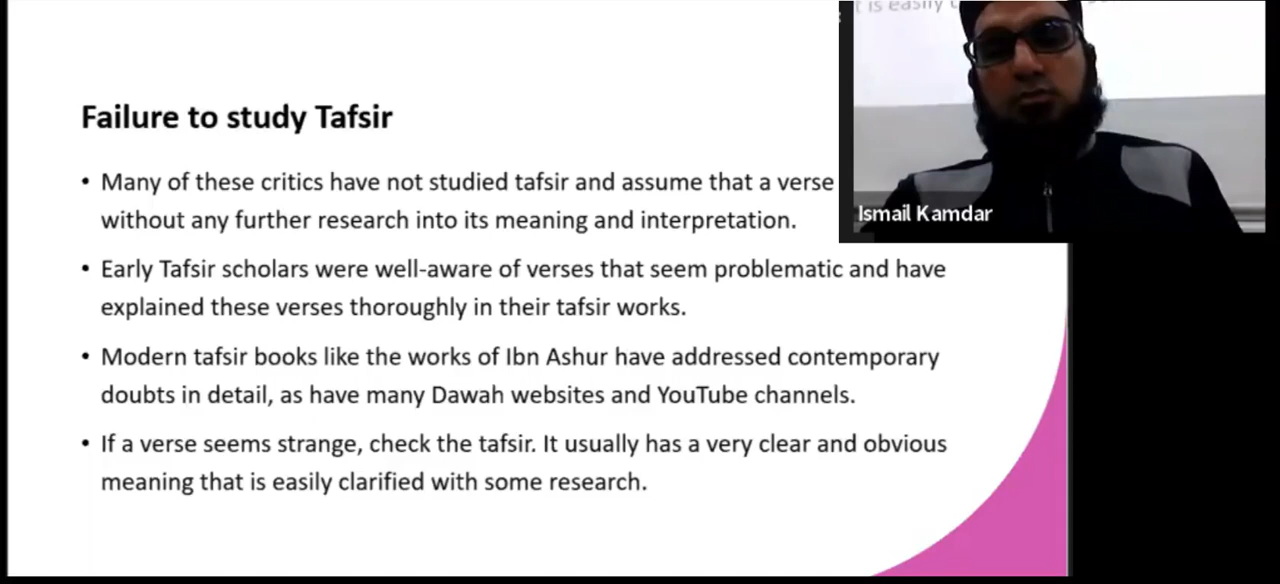 Failure to study Tafsir
• Many of these critics have not studied tafsir and assume that a verse
without any further research into its meaning and interpretation.
• Early Tafsir scholars were well-aware of verses that seem problematic and have
explained these verses thoroughly in their tafsir works.
• Modern tafsir books like the works of Ibn Ashur have addressed contemporary
doubts in detail, as have many Dawah websites and YouTube channels.
• If a verse seems strange, check the tafsir. It usually has a very clear and obvious
meaning that is easily clarified with some research.
is easily
Ismail Kamdar